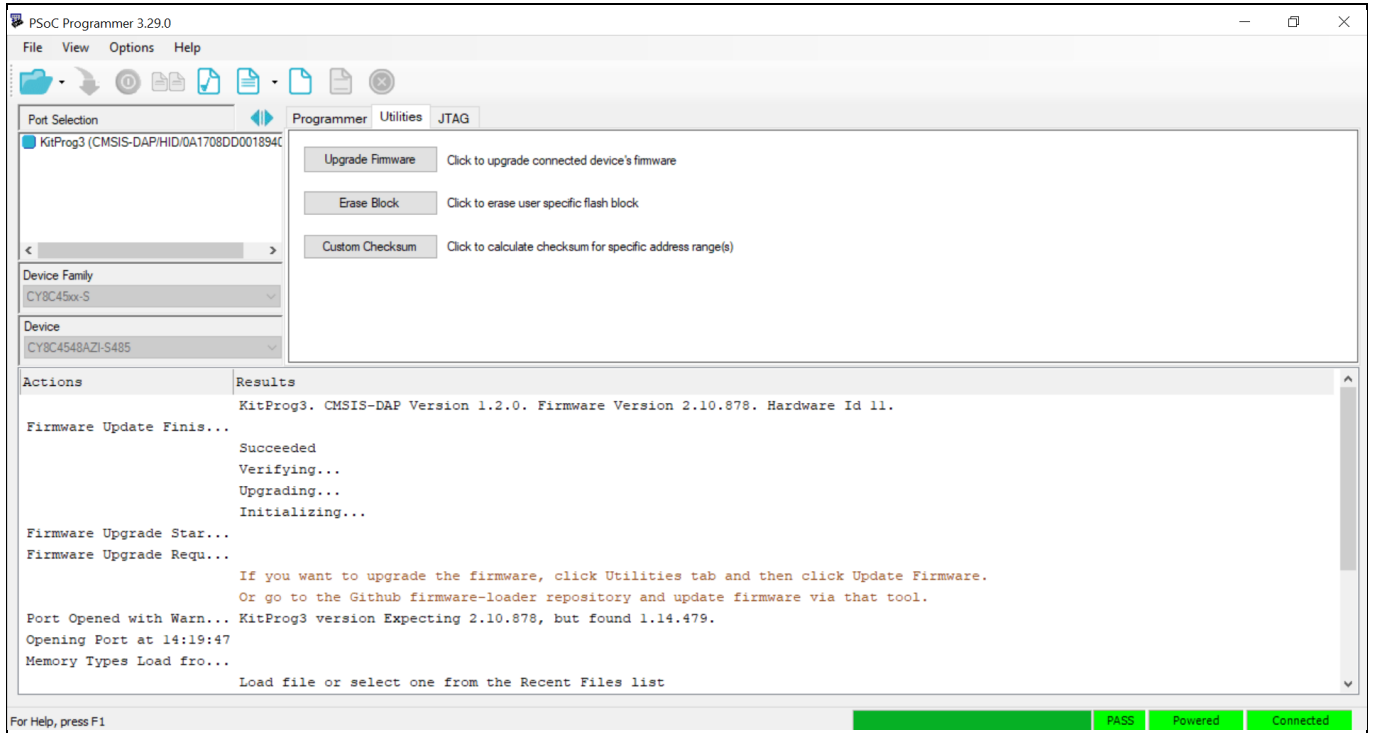 PSoC Programmer 3.29.0
File View Options Help
Port Selection
KitProg3 (CMSIS-DAP/HID/0A1708DD0018940
Device Family
CY8C45xx-S
Device
CY8C4548AZI-S485
Programmer Utilities JTAG
Upgrade Firmware Click to upgrade connected device's firmware
Erase Block Click to erase user specific flash block
Custom Checksum Click to calculate checksum for specific address range(s)
Actions Results
KitProg3. CMSIS-DAP Version 1.2.0. Firmware Version 2.10.878. Hardware Id 11.
Firmware Update Finis...
Succeeded
Verifying...
Upgrading...
Initializing...
Firmware Upgrade Star...
Firmware Upgrade Requ...
If you want to upgrade the firmware, click Utilities tab and then click Update Firmware.
Or go to the Github firmware-loader repository and update firmware via that tool.
Port Opened with Warn... KitProg3 version Expecting 2.10.878, but found 1.14.479.
Opening Port at 14:19:47
Memory Types Load fro...
Load file or select one from the Recent Files list
For Help, press F1 PASS Powered Connected